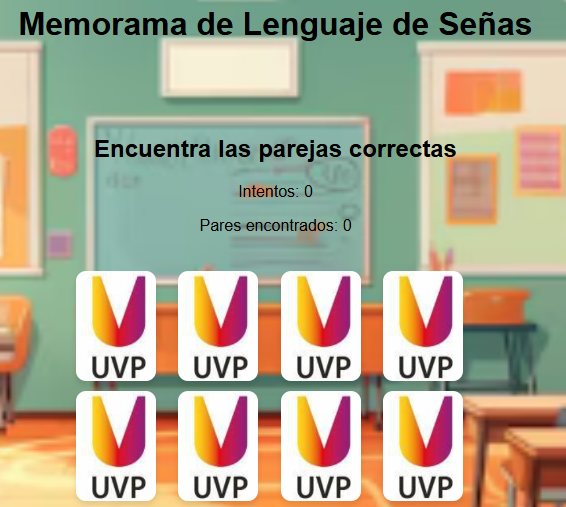 Memorama de Lenguaje de Señas
Encuentra las parejas correctas
Intentos: 0
Pares encontrados: 0
UVP UVP UVP UVP
UVP UVP UVP UVP